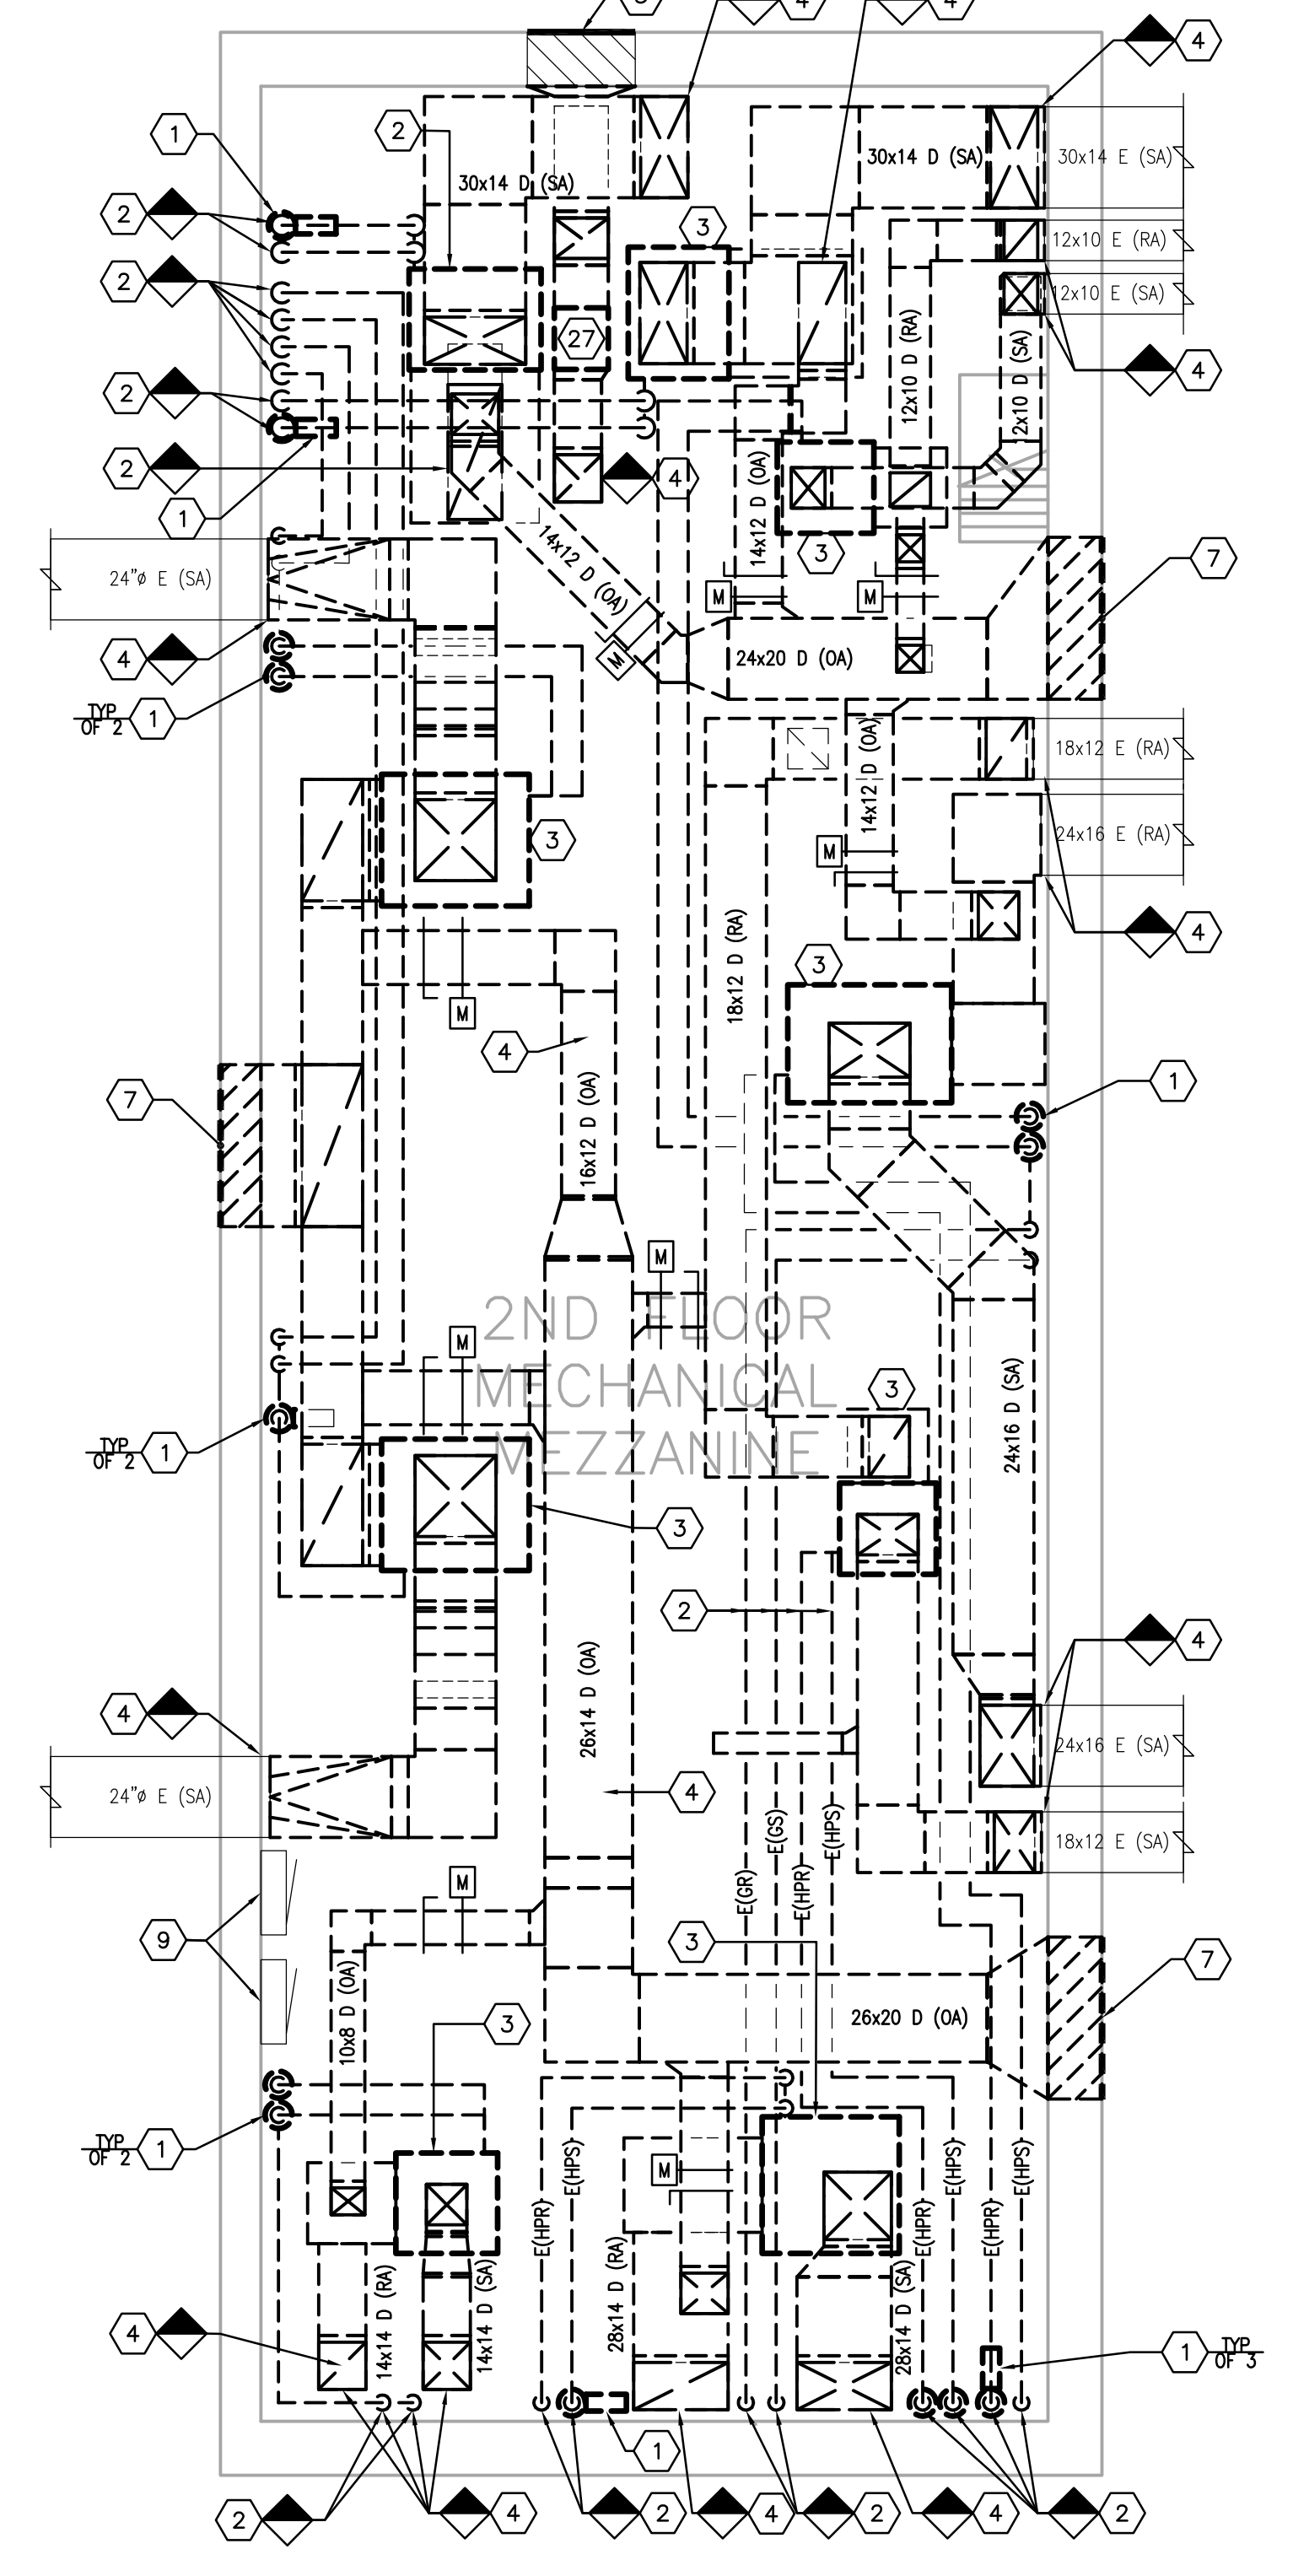 4
4
4
1
2
30x14 D (SA)
30x14 D (SA)
30x14 E (SA)
2
3
12x10 E (RA)
2
12x10 E (SA)
27
12x10 D (RA)
12x10 D (SA)
4
2
2
4
1
14x12 D (OA)
3
14x12 D (OA)
7
24"ø E (SA)
M
M
4
M
24x20 D (OA)
TYP
OF 2
1
18x12 E (RA)
14x12 D (OA)
24x16 E (RA)
3
M
18x12 D (RA)
4
3
M
4
1
7
16x12 D (OA)
M
2ND FLOOR
M
MECHANICAL
3
24x16 D (SA)
TYP
OF 2
1
MEZZANINE
3
2
4
4
26x14 D (OA)
24x16 E (SA)
24"ø E (SA)
4
E(GS)
E(HPS)
18x12 E (SA)
M
E(GR)
E(HPR)
9
3
7
10x8 D (OA)
26x20 D (OA)
3
TYP
OF 2
1
M
E(HPR)
E(HPS)
E(HPR)
E(HPS)
E(HPR)
E(HPS)
28x14 D (RA)
28x14 D (SA)
14x14 D (RA)
14x14 D (SA)
4
1
TYP
OF 3
1
2
4
2
4
2
4
2